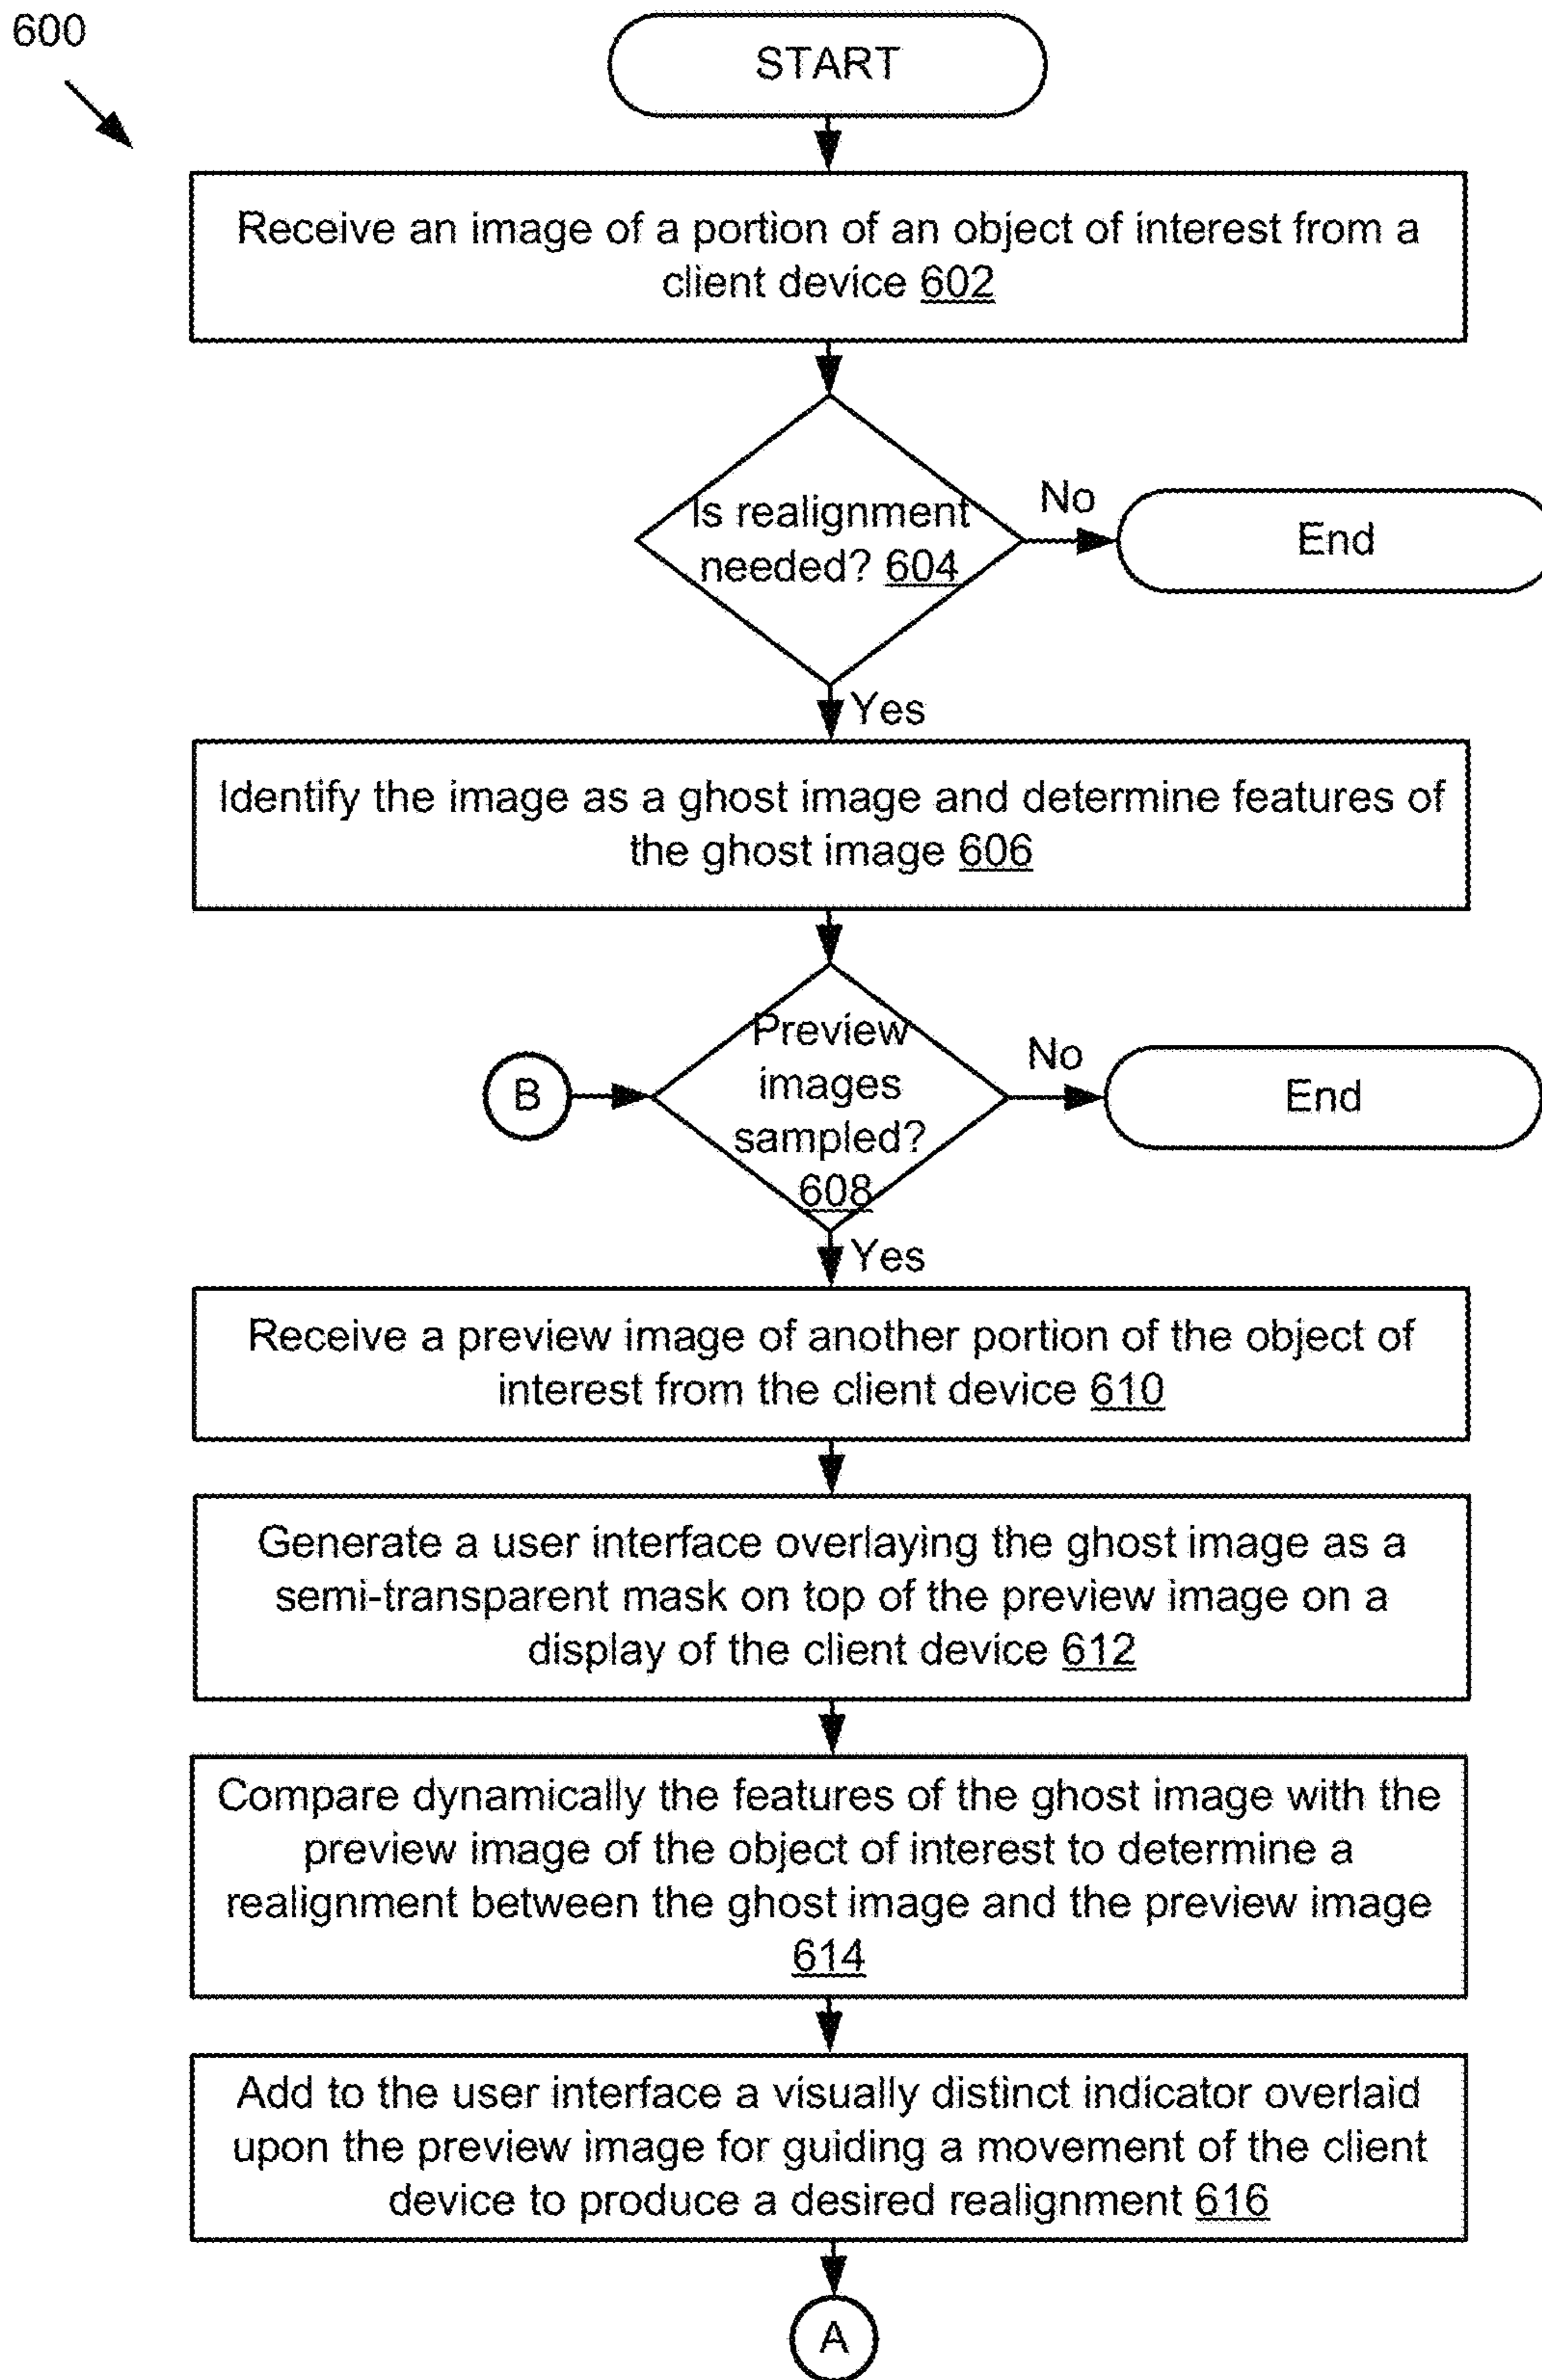 600
START
Receive an image of a portion of an object of interest from a
client device 602
Is realignment
needed? 604
No
End
Yes
Identify the image as a ghost image and determine features of
the ghost image 606
B
Preview
images
sampled?
608
No
End
Yes
Receive a preview image of another portion of the object of
interest from the client device 610
Generate a user interface overlaying the ghost image as a
semi-transparent mask on top of the preview image on a
display of the client device 612
Compare dynamically the features of the ghost image with the
preview image of the object of interest to determine a
realignment between the ghost image and the preview image
614
Add to the user interface a visually distinct indicator overlaid
upon the preview image for guiding a movement of the client
device to produce a desired realignment 616
A